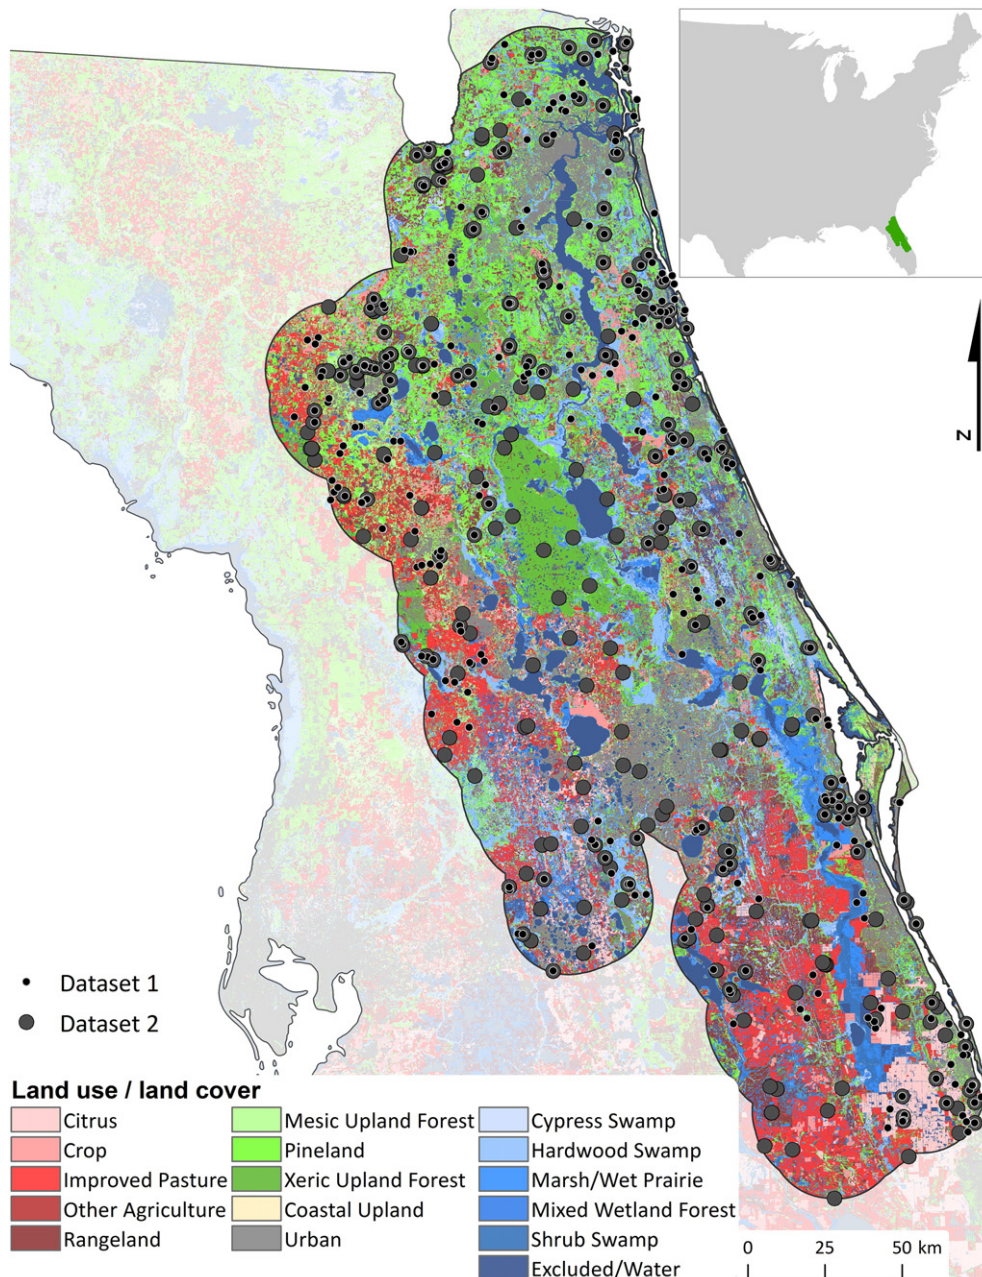 N
Dataset 1
Dataset 2
Land use / land cover
Citrus
Crop
Improved Pasture
Other Agriculture
Rangeland
Mesic Upland Forest
Pineland
Xeric Upland Forest
Coastal Upland
Urban
Cypress Swamp
Hardwood Swamp
Marsh/Wet Prairie
Mixed Wetland Forest
Shrub Swamp
Excluded/Water
0 25 50 km